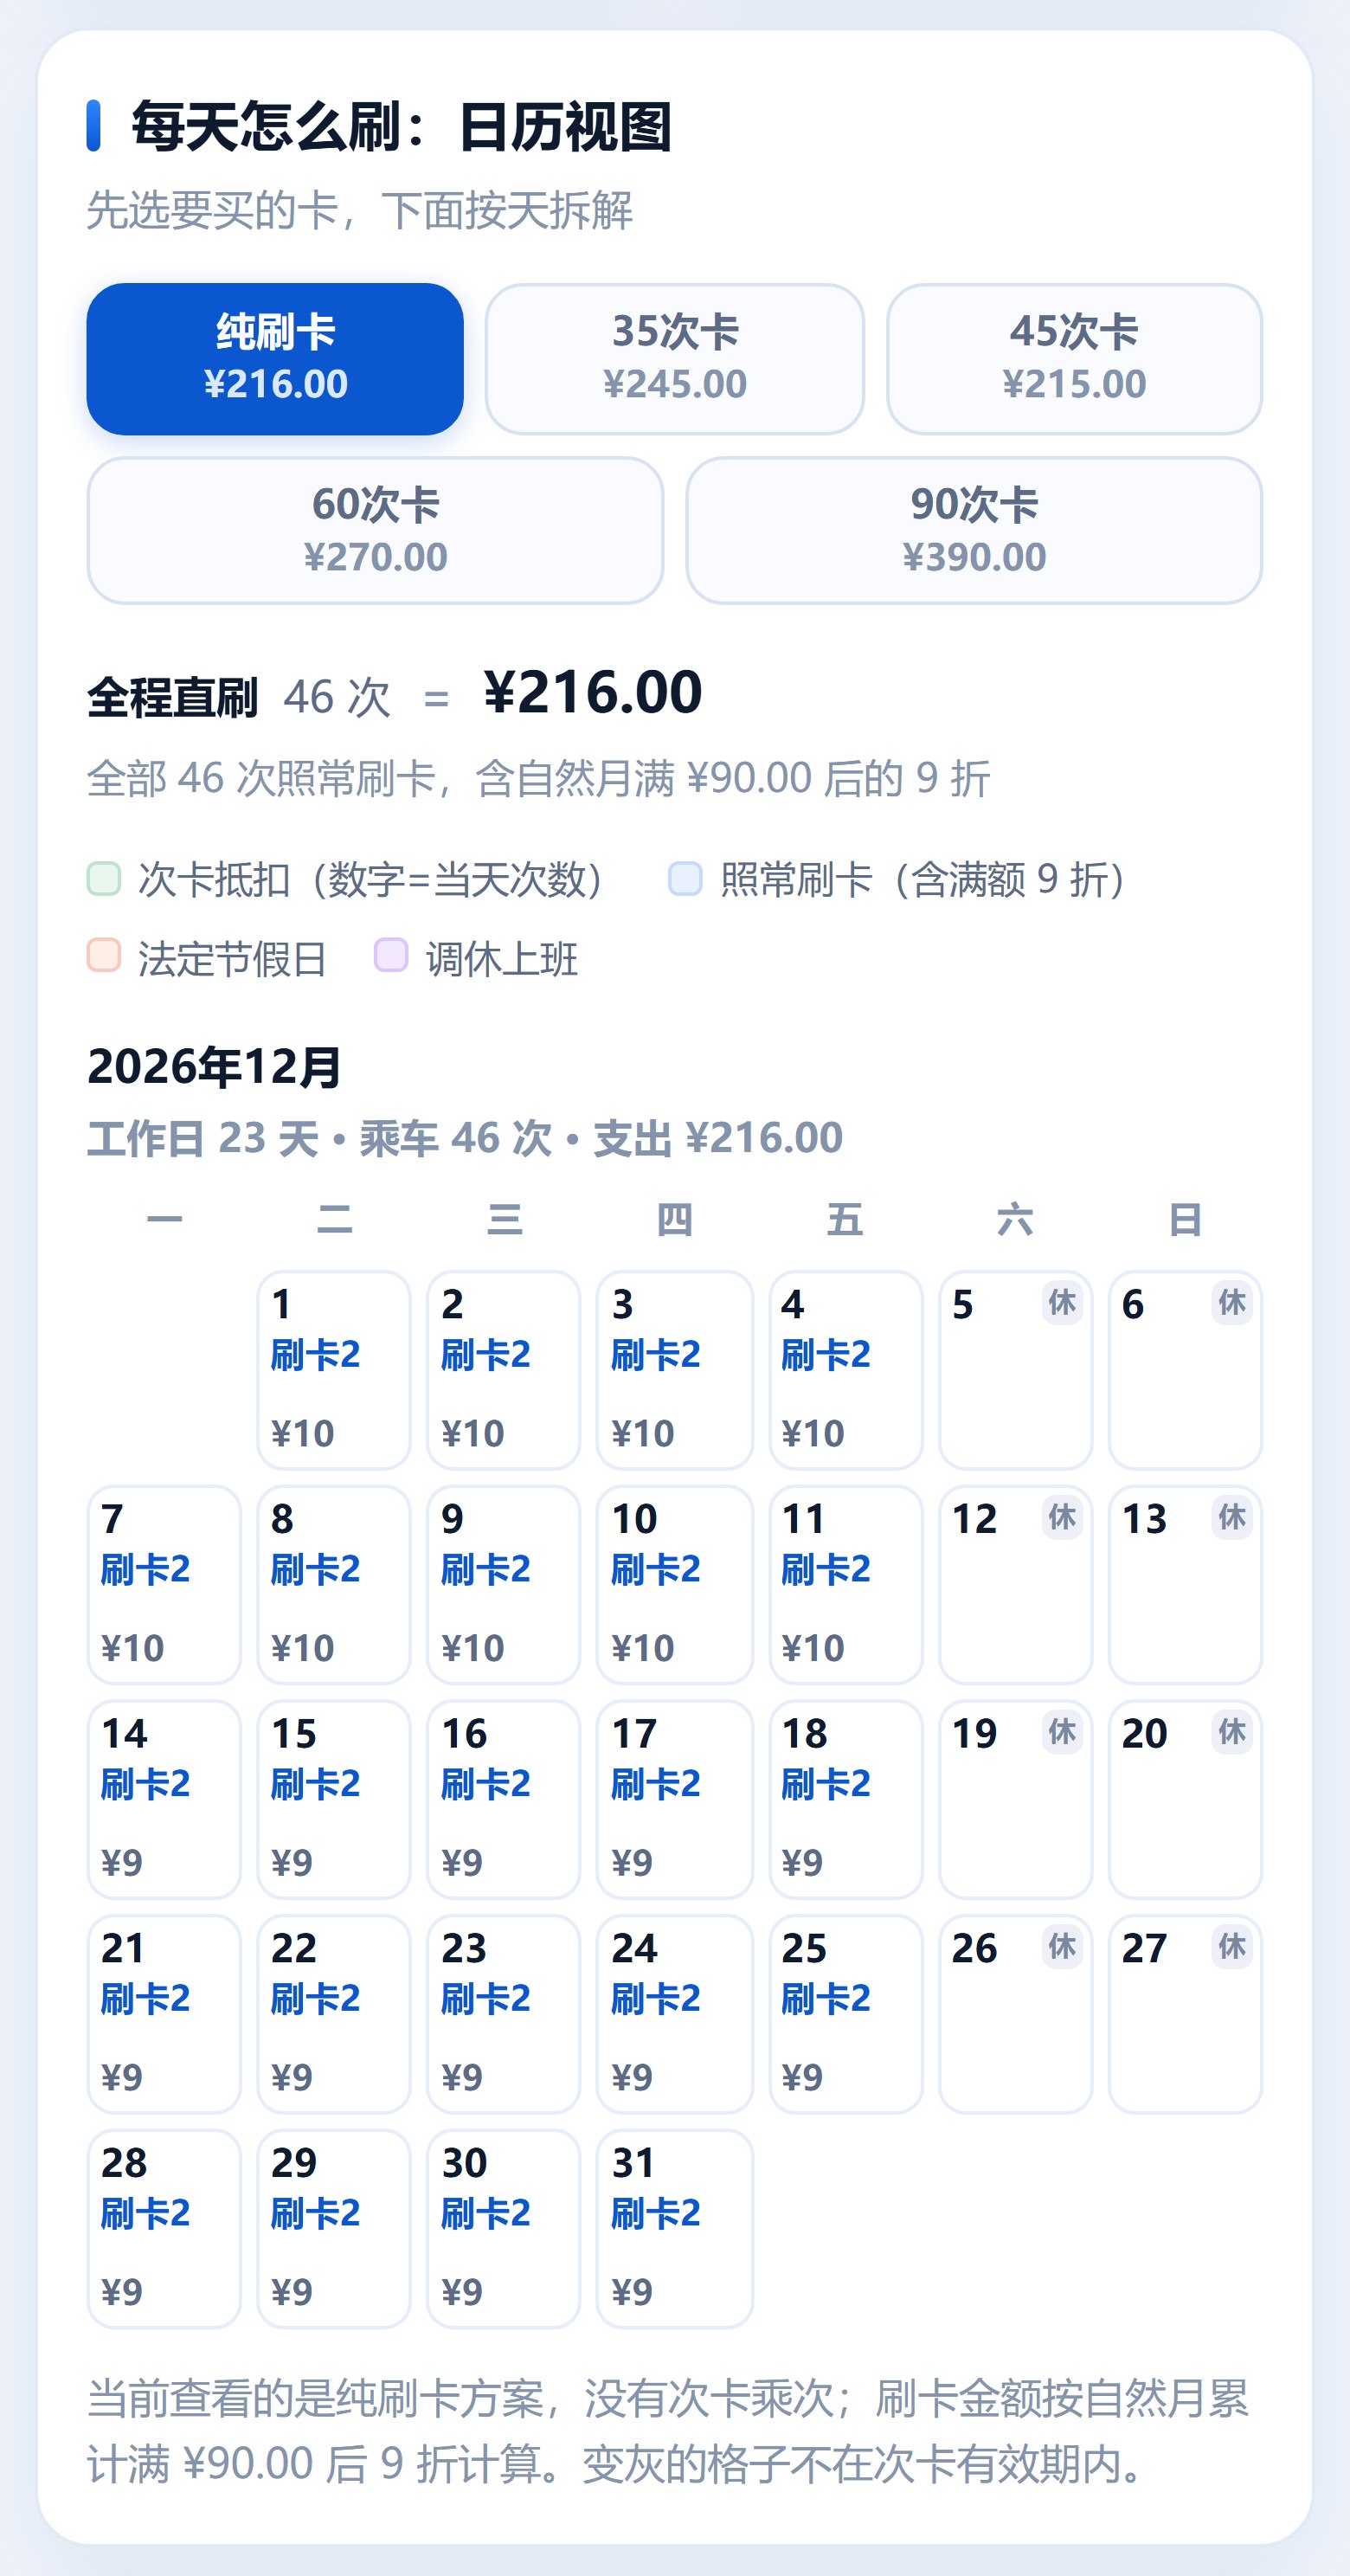 每天怎么刷：日历视图
先选要买的卡，下面按天拆解
纯刷卡 35次卡 45次卡
¥216.00 ¥245.00 ¥215.00
60次卡 90次卡
¥270.00 ¥390.00
全程直刷 46 次 = ¥216.00
全部 46 次照常刷卡，含自然月满 ¥90.00 后的 9 折
次卡抵扣（数字=当天次数） 照常刷卡（含满额 9 折）
法定节假日 调休上班
2026年12月
工作日 23 天 • 乘车 46 次 • 支出 ¥216.00
一 二 三 四 五 六 日
1 2 3 4 5 休 6 休
刷卡2 刷卡2 刷卡2 刷卡2
¥10 ¥10 ¥10 ¥10
7 8 9 10 11 12 休 13 休
刷卡2 刷卡2 刷卡2 刷卡2 刷卡2
¥10 ¥10 ¥10 ¥10 ¥10
14 15 16 17 18 19 休 20 休
刷卡2 刷卡2 刷卡2 刷卡2 刷卡2
¥9 ¥9 ¥9 ¥9 ¥9
21 22 23 24 25 26 休 27 休
刷卡2 刷卡2 刷卡2 刷卡2 刷卡2
¥9 ¥9 ¥9 ¥9 ¥9
28 29 30 31
刷卡2 刷卡2 刷卡2 刷卡2
¥9 ¥9 ¥9 ¥9
当前查看的是纯刷卡方案，没有次卡乘次；刷卡金额按自然月累
计满 ¥90.00 后 9 折计算。变灰的格子不在次卡有效期内。